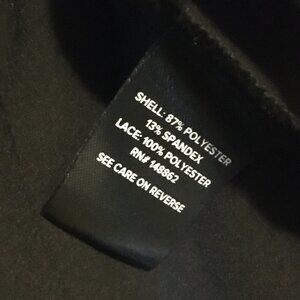 SHELL: 87% POLYESTER
13% SPANDEX
LACE: 100% POLYESTER
RN# 148862
SEE CARE ON REVERSE